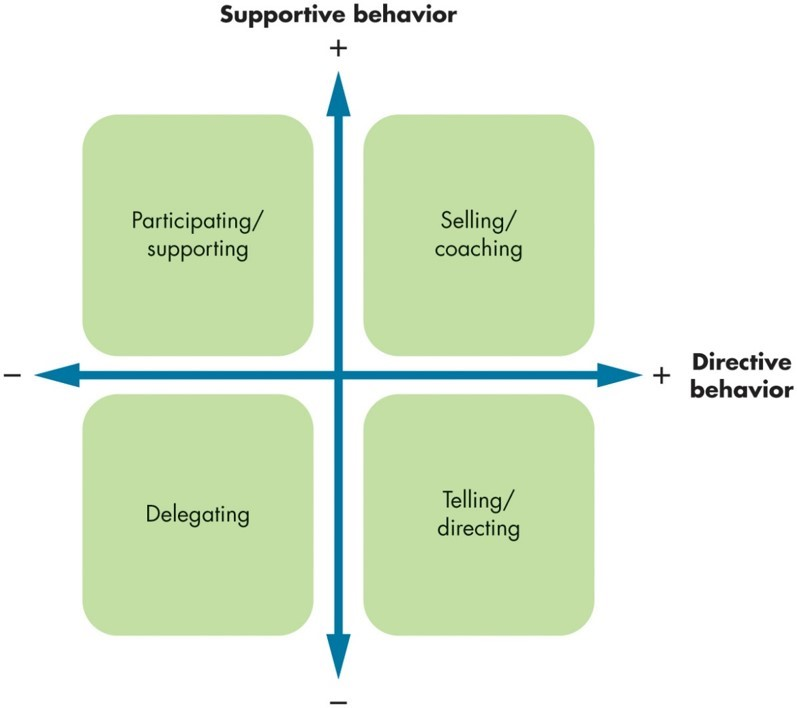 Supportive behavior
+
Participating/
supporting
Selling/
coaching
−
+
Directive
behavior
Delegating
Telling/
directing
−